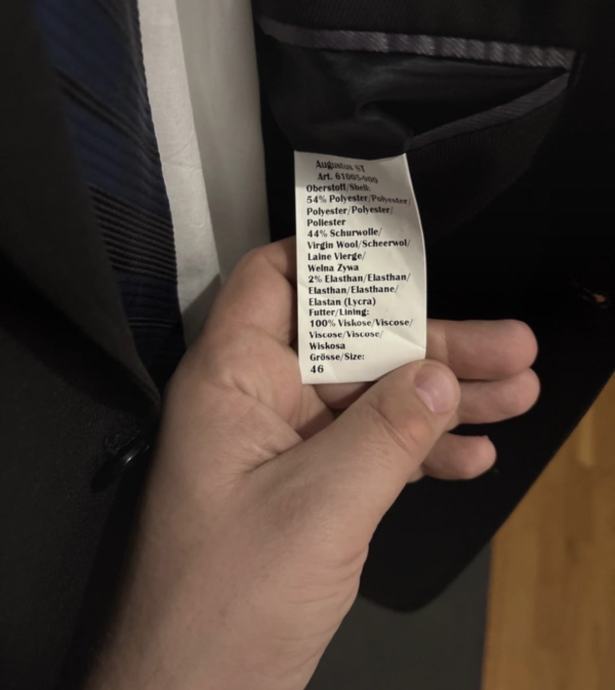 Augustus ST
Art. 61005-900
Oberstoff/Shell:
54% Polyester/Polyester/
Polyester/Polyester/
Poliester
44% Schurwolle/
Virgin Wool/Scheerwol/
Laine Vierge/
Welna Zywa
2% Elasthan/Elasthan/
Elasthan/Elasthane/
Elastan (Lycra)
Futter/Lining:
100% Viskose/Viscose/
Viscose/Viscose/
Wiskosa
Grösse/Size:
46